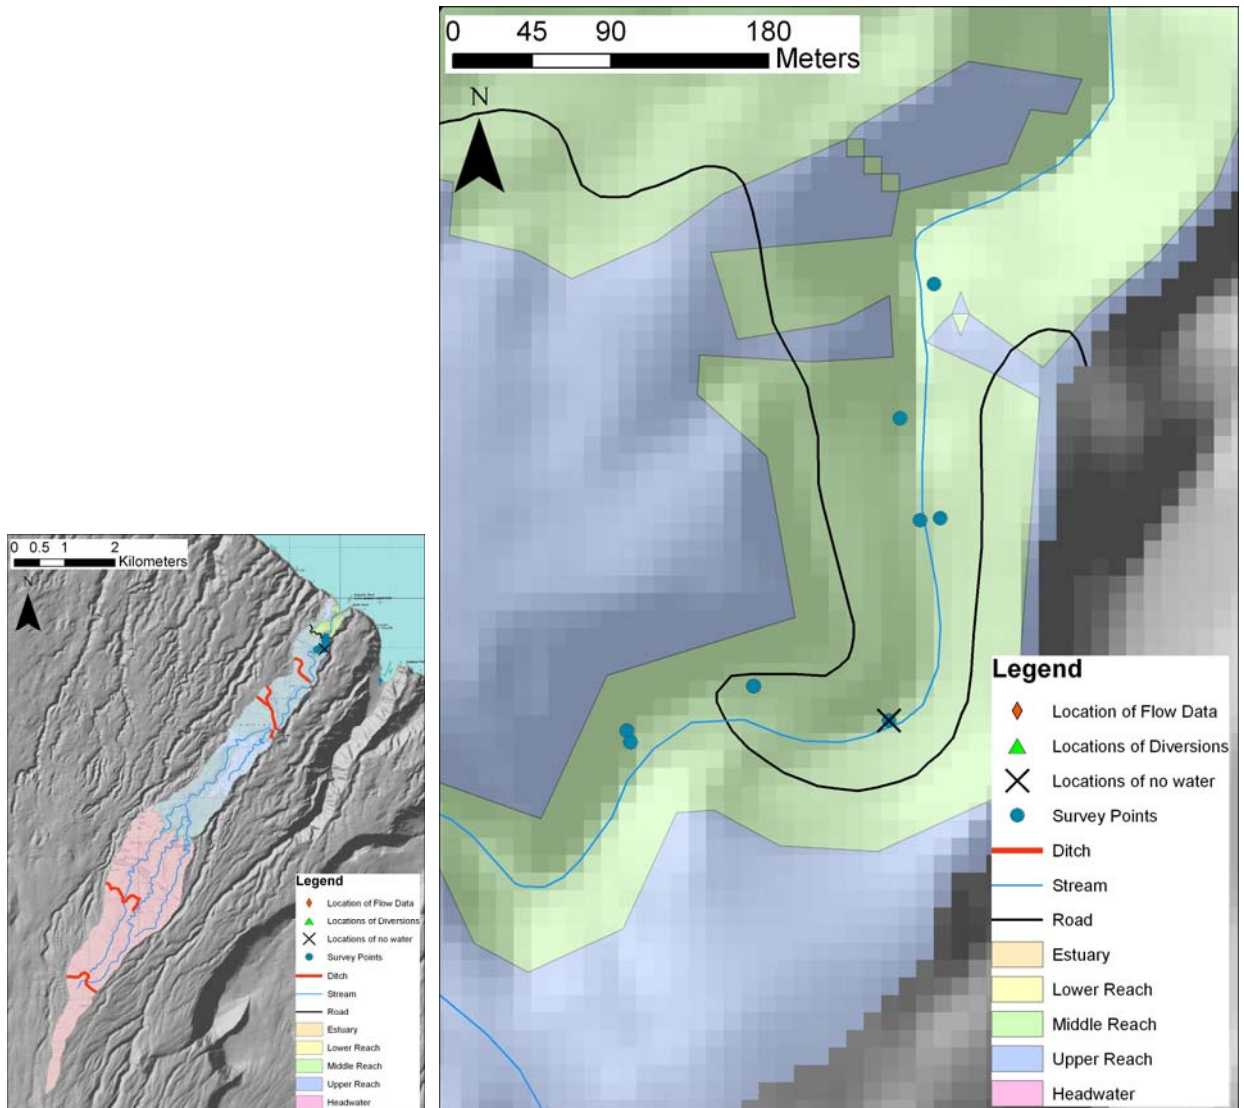 0 0.5 1 2
Kilometers
N
Legend
Location of Flow Data
Locations of Diversions
Locations of no water
Survey Points
Ditch
Stream
Road
Estuary
Lower Reach
Middle Reach
Upper Reach
Headwater
0 45 90 180
Meters
N
Legend
Location of Flow Data
Locations of Diversions
Locations of no water
Survey Points
Ditch
Stream
Road
Estuary
Lower Reach
Middle Reach
Upper Reach
Headwater